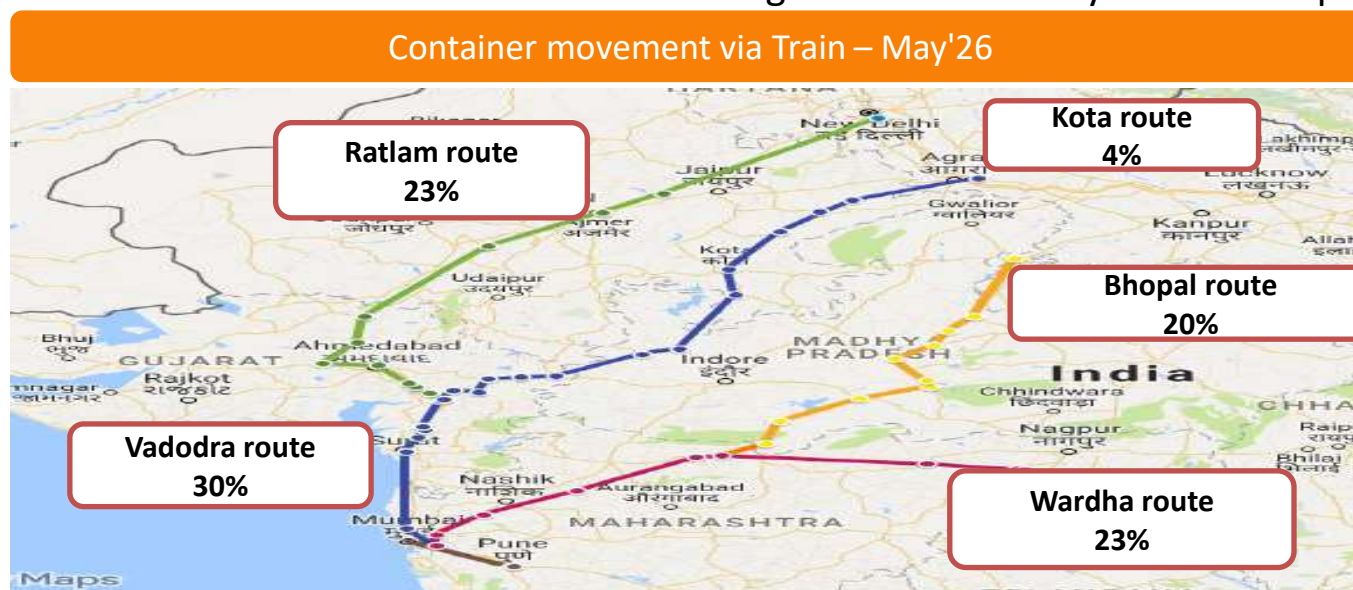 Container movement via Train – May'26
New Delhi
नई दिल्ली
Kota route
4%
Ratlam route
23%
Jaipur
जयपुर
Agra
आगरा
Lucknow
लखनऊ
जोधपुर
अजमेर
Gwalior
ग्वालियर
Kanpur
कानपुर
Kota
कोटा
Udaipur
उदयपुर
Bhopal route
20%
Bhuj
भुज
Ahmedabad
GUJARAT
Rajkot
Indore
इंदौर
MADHYA
PRADESH
India
Chhindwara
छिंदवाड़ा
Vadodra route
30%
Surat
Nagpur
नागपुर
Bhilai
भिलाई
Nashik
नाशिक
Aurangabad
औरंगाबाद
Wardha route
23%
Mumbai
MAHARASHTRA
Pune
पुणे
Maps